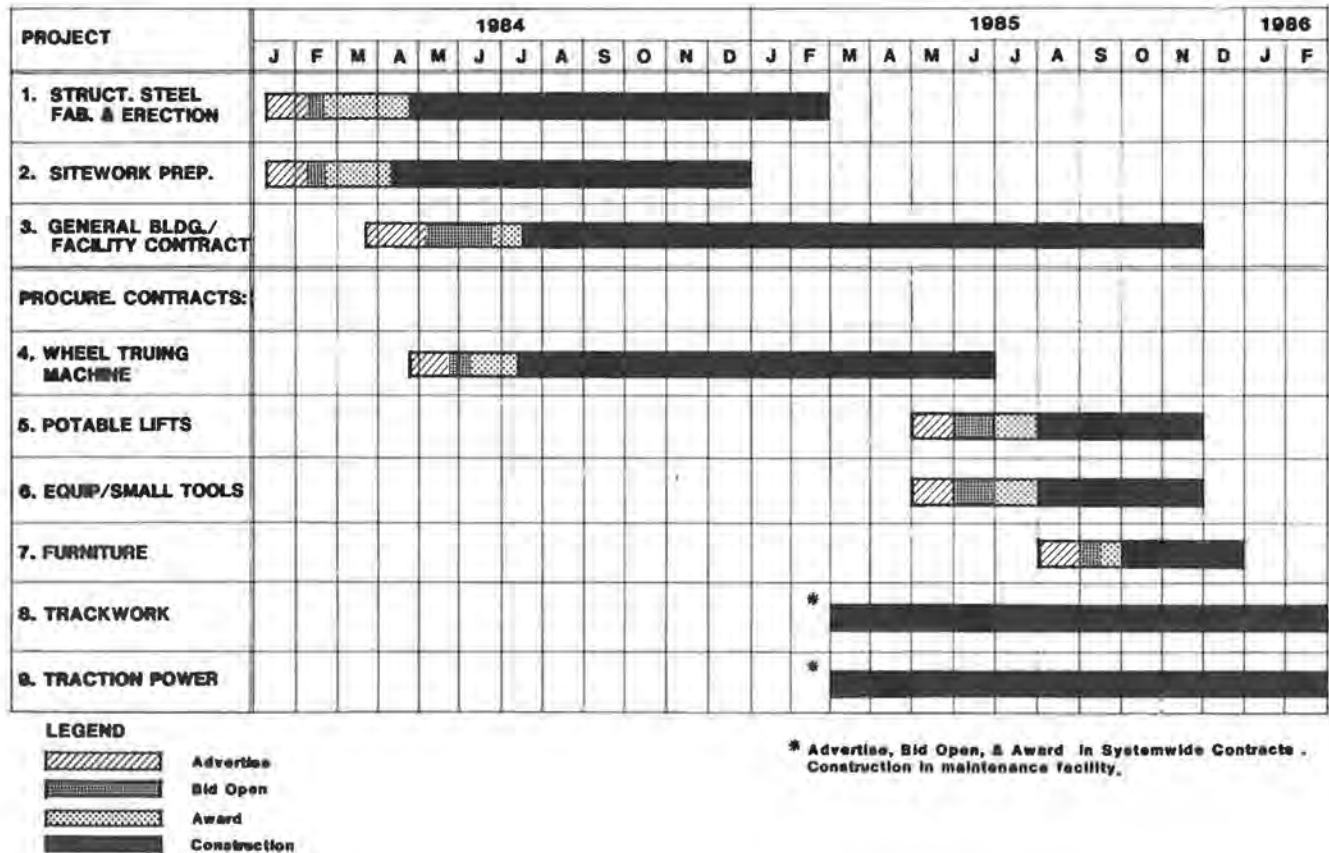 PROJECT
1984 1985 1986
J F M A M J J A S O N D J F M A M J J A S O N D J F
1. STRUCT. STEEL
FAB. & ERECTION
2. SITEWORK PREP.
3. GENERAL BLDG./
FACILITY CONTRACT
PROCURE. CONTRACTS:
4. WHEEL TRUING
MACHINE
5. POTABLE LIFTS
6. EQUIP/SMALL TOOLS
7. FURNITURE
8. TRACKWORK *
9. TRACTION POWER *
LEGEND
Advertise
Bid Open
Award
Construction
* Advertise, Bid Open, & Award in Systemwide Contracts .
Construction in maintenance facility.